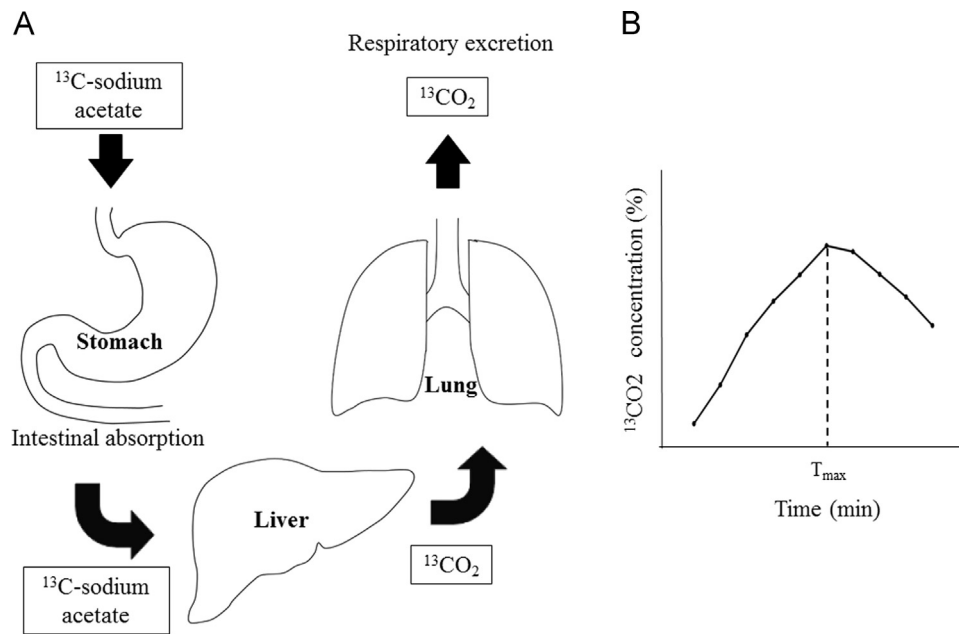 A
¹³C-sodium
acetate
Stomach
Intestinal absorption
¹³C-sodium
acetate
Liver
¹³CO₂
Lung
¹³CO₂
Respiratory excretion
B
¹³CO2 concentration (%)
Tmax
Time (min)